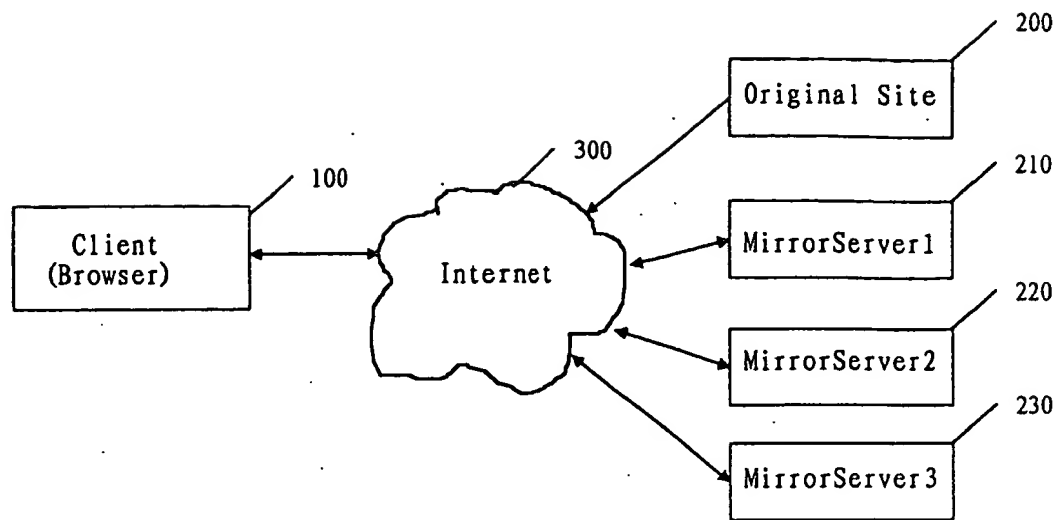 200
Original Site
300
210
100
Client
(Browser)
Internet
MirrorServer1
220
MirrorServer2
230
MirrorServer3